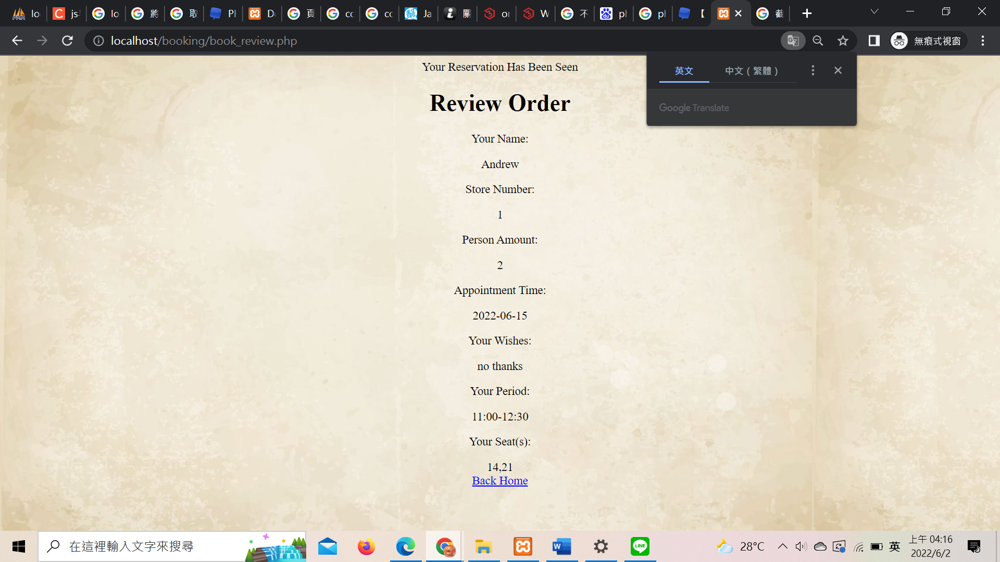 lo
js
lo
將
取
Pl
D
頁
cc
cc
Ja
關
or
W
不
pl
pl
截
localhost/booking/book_review.php
無痕式視窗
英文
中文（繁體）
Google Translate
Your Reservation Has Been Seen
Review Order
Your Name:
Andrew
Store Number:
1
Person Amount:
2
Appointment Time:
2022-06-15
Your Wishes:
no thanks
Your Period:
11:00-12:30
Your Seat(s):
14,21
Back Home
在這裡輸入文字來搜尋
LINE
28°C
英
上午 04:16
2022/6/2